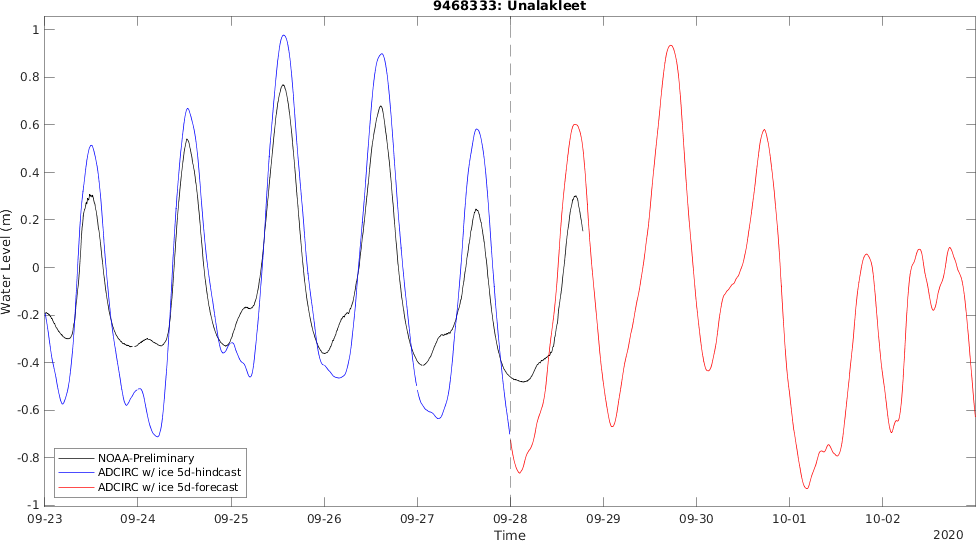 9468333: Unalakleet
1
0.8
0.6
0.4
0.2
0
-0.2
-0.4
-0.6
-0.8
-1
Water Level (m)
NOAA-Preliminary
ADCIRC w/ ice 5d-hindcast
ADCIRC w/ ice 5d-forecast
09-23 09-24 09-25 09-26 09-27 09-28 09-29 09-30 10-01 10-02
Time
2020